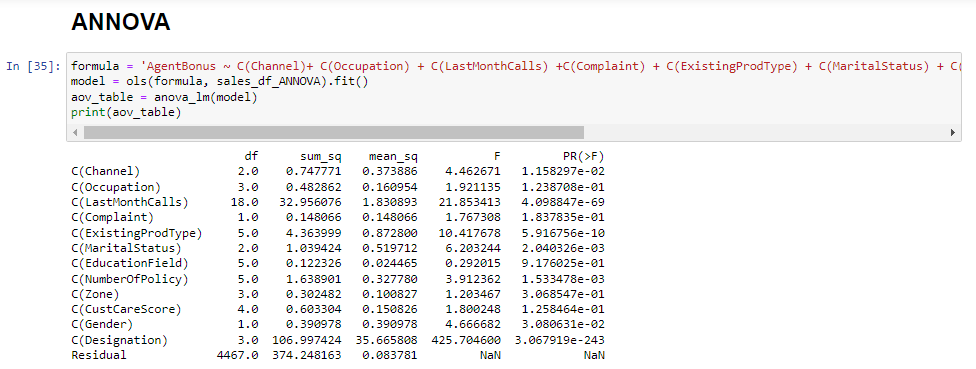 ANNOVA
In [35]: formula = 'AgentBonus ~ C(Channel)+ C(Occupation) + C(LastMonthCalls) +C(Complaint) + C(ExistingProdType) + C(MaritalStatus) + C(
model = ols(formula, sales_df_ANNOVA).fit()
aov_table = anova_lm(model)
print(aov_table)
df sum_sq mean_sq F PR(>F)
C(Channel) 2.0 0.747771 0.373886 4.462671 1.158297e-02
C(Occupation) 3.0 0.482862 0.160954 1.921135 1.238708e-01
C(LastMonthCalls) 18.0 32.956076 1.830893 21.853413 4.098847e-69
C(Complaint) 1.0 0.148066 0.148066 1.767308 1.837835e-01
C(ExistingProdType) 5.0 4.363999 0.872800 10.417678 5.916756e-10
C(MaritalStatus) 2.0 1.039424 0.519712 6.203244 2.040326e-03
C(EducationField) 5.0 0.122326 0.024465 0.292015 9.176025e-01
C(NumberOfPolicy) 5.0 1.638901 0.327780 3.912362 1.533478e-03
C(Zone) 3.0 0.302482 0.100827 1.203467 3.068547e-01
C(CustCareScore) 4.0 0.603304 0.150826 1.800248 1.258464e-01
C(Gender) 1.0 0.390978 0.390978 4.666682 3.080631e-02
C(Designation) 3.0 106.997424 35.665808 425.704600 3.067919e-243
Residual 4467.0 374.248163 0.083781 NaN NaN